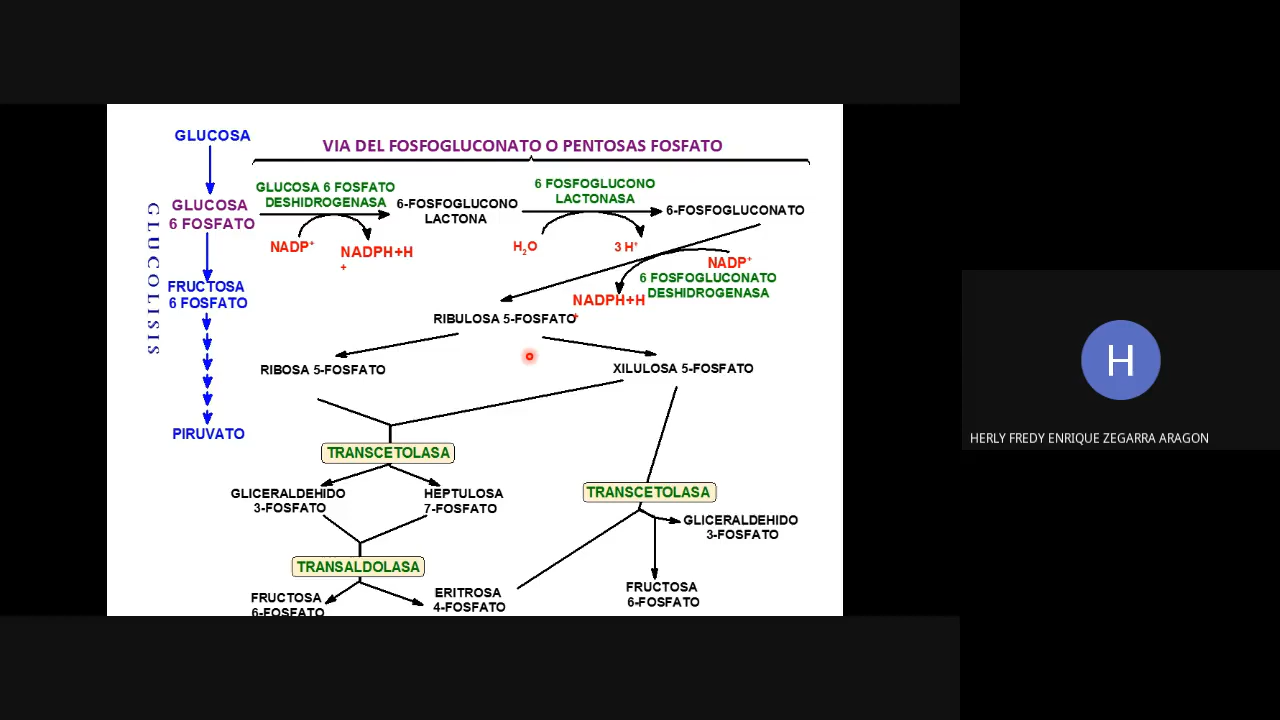 GLUCOSA
VIA DEL FOSFOGLUCONATO O PENTOSAS FOSFATO
GLUCOLISIS
GLUCOSA
6 FOSFATO
GLUCOSA 6 FOSFATO
DESHIDROGENASA
NADP+
NADPH+H
+
6-FOSFOGLUCONO
LACTONA
6 FOSFOGLUCONO
LACTONASA
H2O
3 H+
6-FOSFOGLUCONATO
NADP+
6 FOSFOGLUCONATO
DESHIDROGENASA
NADPH+H
+
FRUCTOSA
6 FOSFATO
RIBULOSA 5-FOSFATO
RIBOSA 5-FOSFATO
XILULOSA 5-FOSFATO
PIRUVATO
TRANSCETOLASA
GLICERALDEHIDO
3-FOSFATO
HEPTULOSA
7-FOSFATO
TRANSCETOLASA
GLICERALDEHIDO
3-FOSFATO
TRANSALDOLASA
FRUCTOSA
6-FOSFATO
ERITROSA
4-FOSFATO
FRUCTOSA
6-FOSFATO
H
HERLY FREDY ENRIQUE ZEGARRA ARAGON